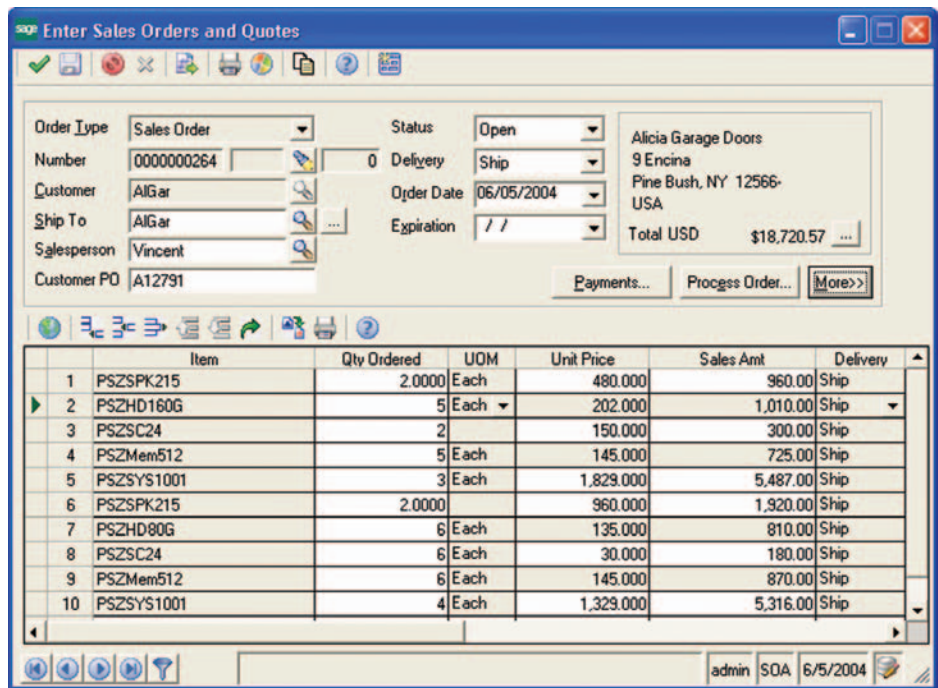 sage Enter Sales Orders and Quotes
Order Type Sales Order Status Open
Alicia Garage Doors
Number 0000000264 0 Delivery Ship
9 Encina
Customer AlGar Order Date 06/05/2004
Pine Bush, NY 12566-
Ship To AlGar ... Expiration / /
USA
Salesperson Vincent
Total USD $18,720.57 ...
Customer PO A12791
Payments... Process Order... More>>
Item Qty Ordered UOM Unit Price Sales Amt Delivery
1 PSZSPK215 2.0000 Each 480.000 960.00 Ship
2 PSZHD160G 5 Each 202.000 1,010.00 Ship
3 PSZSC24 2 150.000 300.00 Ship
4 PSZMem512 5 Each 145.000 725.00 Ship
5 PSZSYS1001 3 Each 1,829.000 5,487.00 Ship
6 PSZSPK215 2.0000 960.000 1,920.00 Ship
7 PSZHD80G 6 Each 135.000 810.00 Ship
8 PSZSC24 6 Each 30.000 180.00 Ship
9 PSZMem512 6 Each 145.000 870.00 Ship
10 PSZSYS1001 4 Each 1,329.000 5,316.00 Ship
admin SOA 6/5/2004